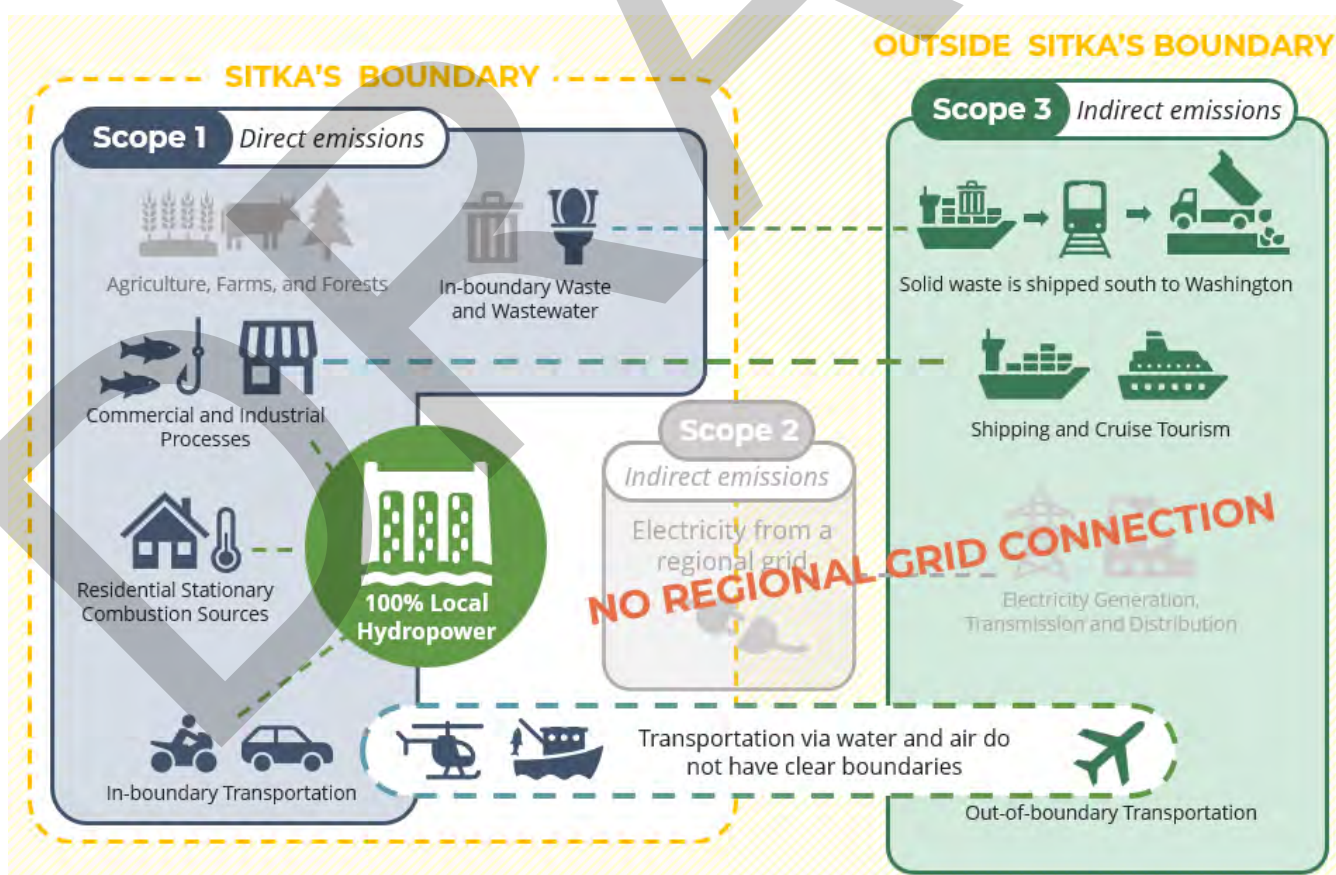 OUTSIDE SITKA'S BOUNDARY
SITKA'S BOUNDARY
Scope 1
Direct emissions
Agriculture, Farms, and Forests
In-boundary Waste
and Wastewater
Commercial and Industrial
Processes
Residential Stationary
Combustion Sources
100% Local
Hydropower
In-boundary Transportation
Scope 2
Indirect emissions
Electricity from a
regional grid
NO REGIONAL GRID CONNECTION
Transportation via water and air do
not have clear boundaries
Scope 3
Indirect emissions
Solid waste is shipped south to Washington
Shipping and Cruise Tourism
Electricity Generation,
Transmission and Distribution
Out-of-boundary Transportation
DRA